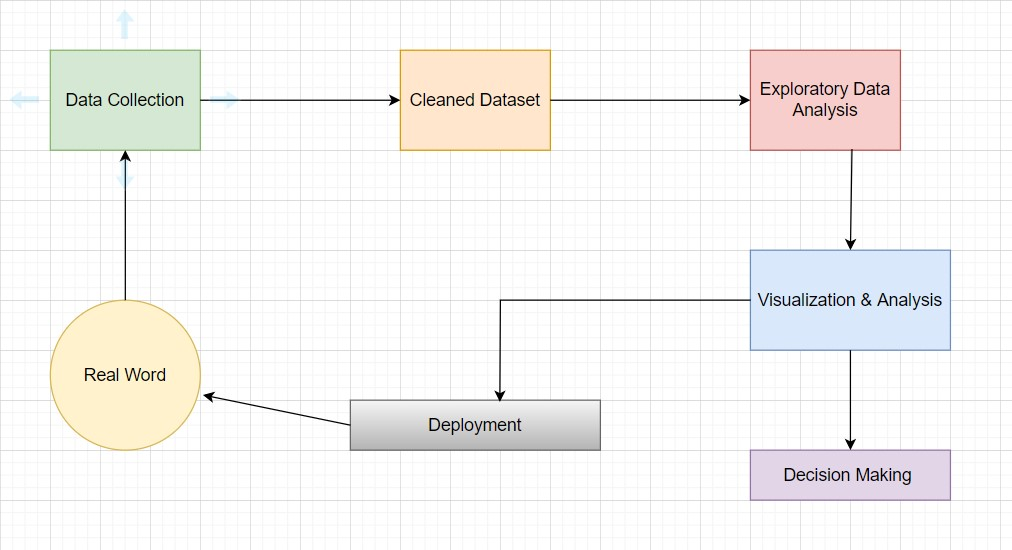 Data Collection
Cleaned Dataset
Exploratory Data
Analysis
Visualization & Analysis
Real Word
Deployment
Decision Making